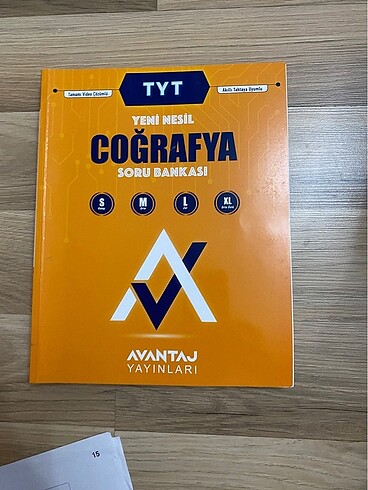 TYT
Tamamı Video Çözümlü
Akıllı Tahtaya Uyumlu
YENİ NESİL
COĞRAFYA
SORU BANKASI
S
M
L
XL
AVANTAJ
YAYINLARI
15